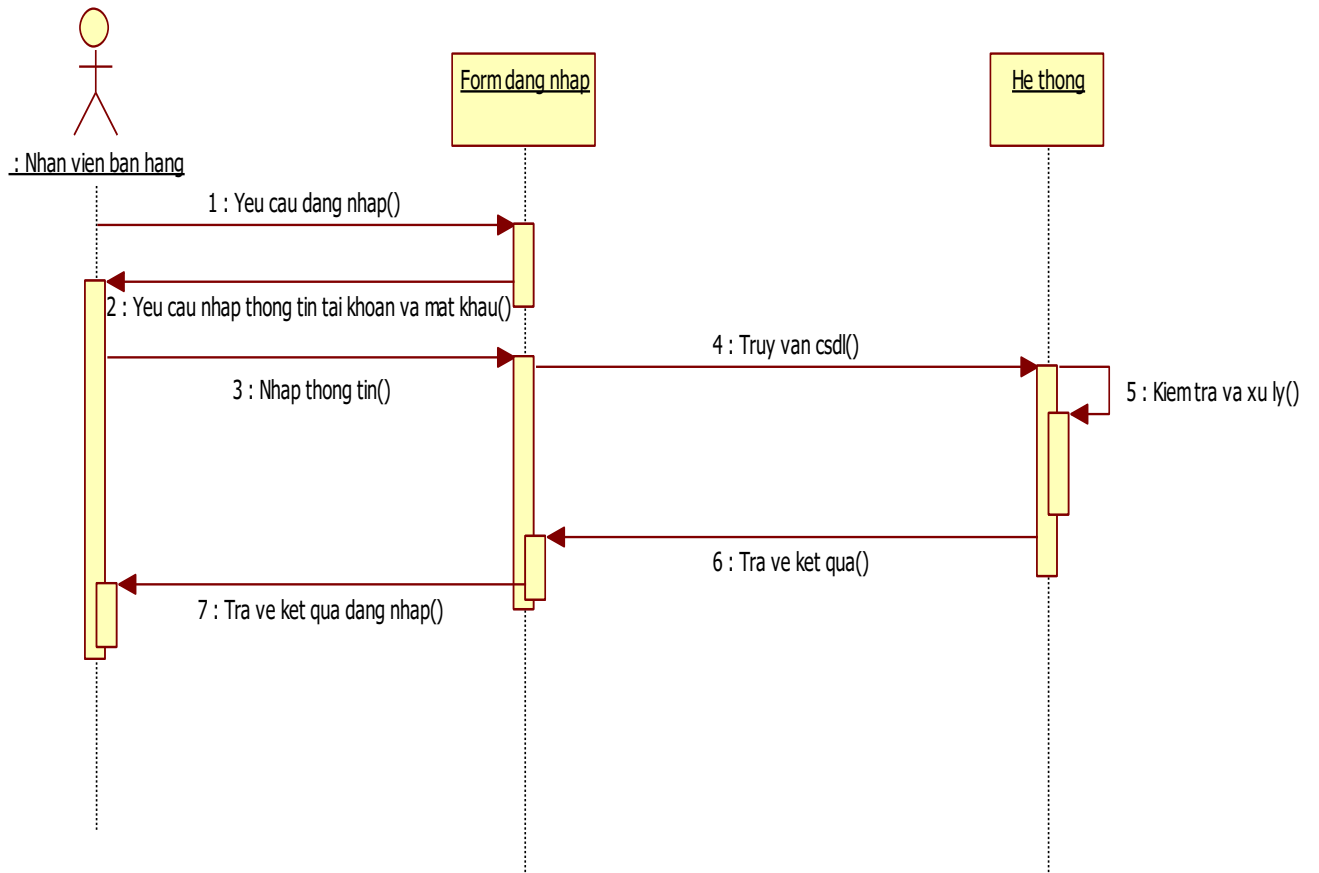 Form dang nhap
He thong
: Nhan vien ban hang
1 : Yeu cau dang nhap()
2 : Yeu cau nhap thong tin tai khoan va mat khau()
4 : Truy van csdl()
3 : Nhap thong tin()
5 : Kiem tra va xu ly()
6 : Tra ve ket qua()
7 : Tra ve ket qua dang nhap()